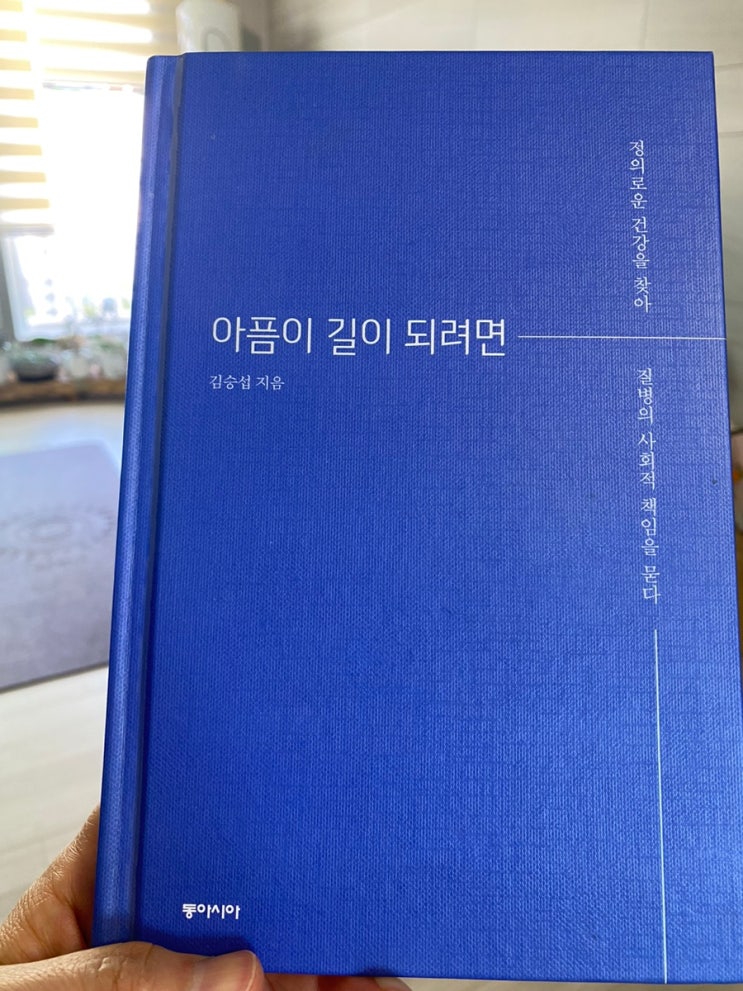 아픔이 길이 되려면
김승섭 지음
정의로운 건강을 찾아
질병의 사회적 책임을 묻다
동아시아